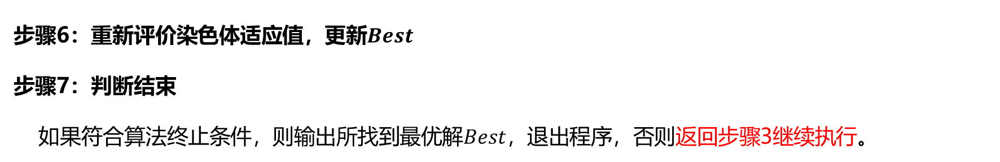 步骤6：重新评价染色体适应值，更新Best
步骤7：判断结束
如果符合算法终止条件，则输出所找到最优解Best，退出程序，否则返回步骤3继续执行。